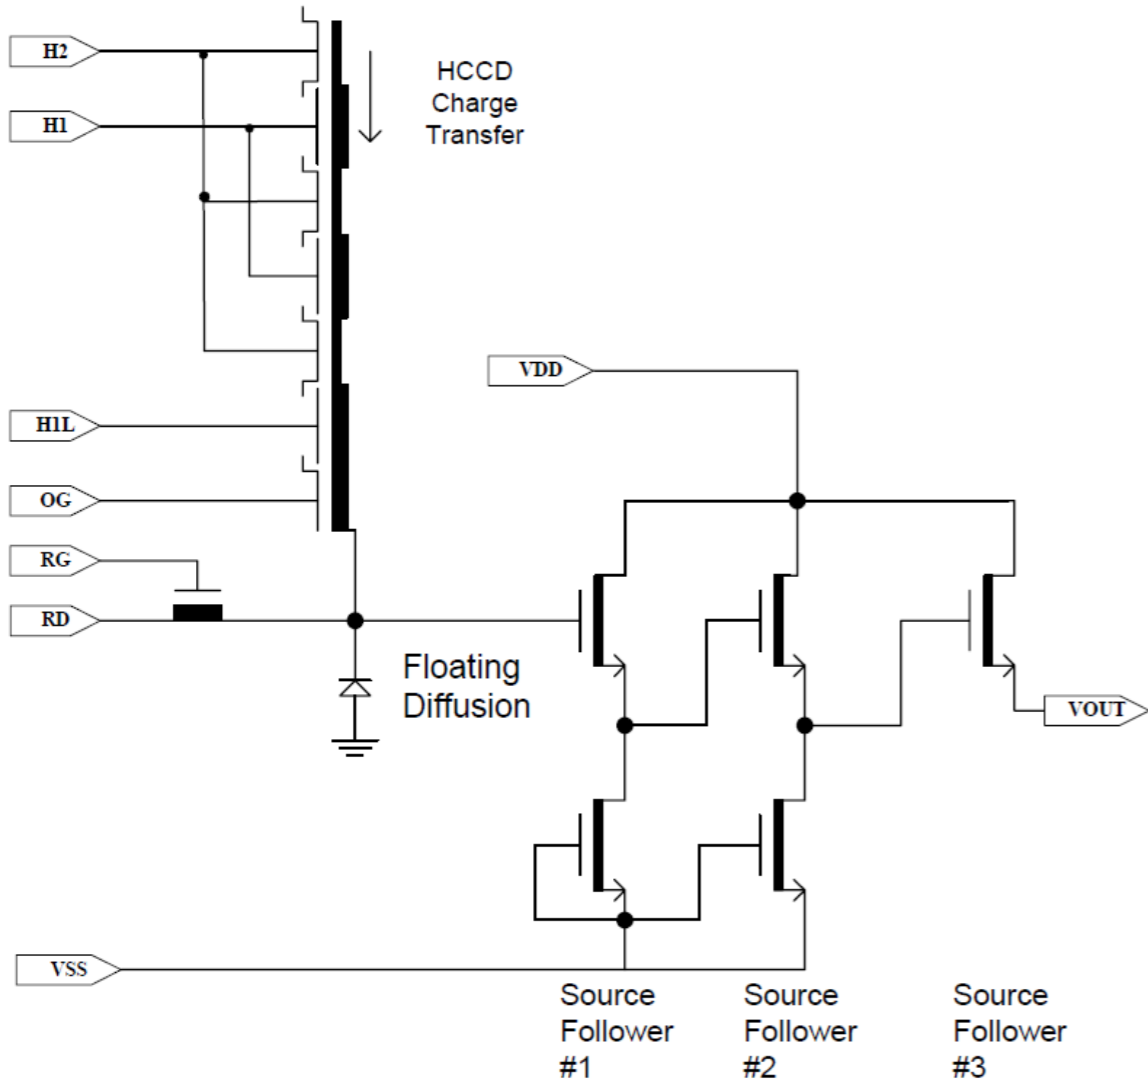 H2
HCCD
Charge
Transfer
H1
VDD
H1L
OG
RG
RD
Floating
Diffusion
VOUT
VSS
Source
Follower
#1
Source
Follower
#2
Source
Follower
#3